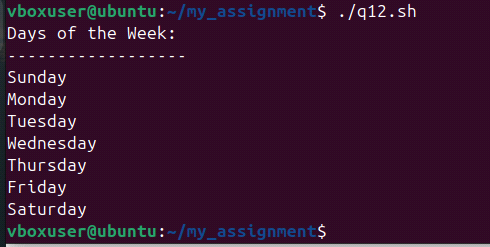 vboxuser@ubuntu:~/my_assignment$ ./q12.sh
Days of the Week:
------------------
Sunday
Monday
Tuesday
Wednesday
Thursday
Friday
Saturday
vboxuser@ubuntu:~/my_assignment$